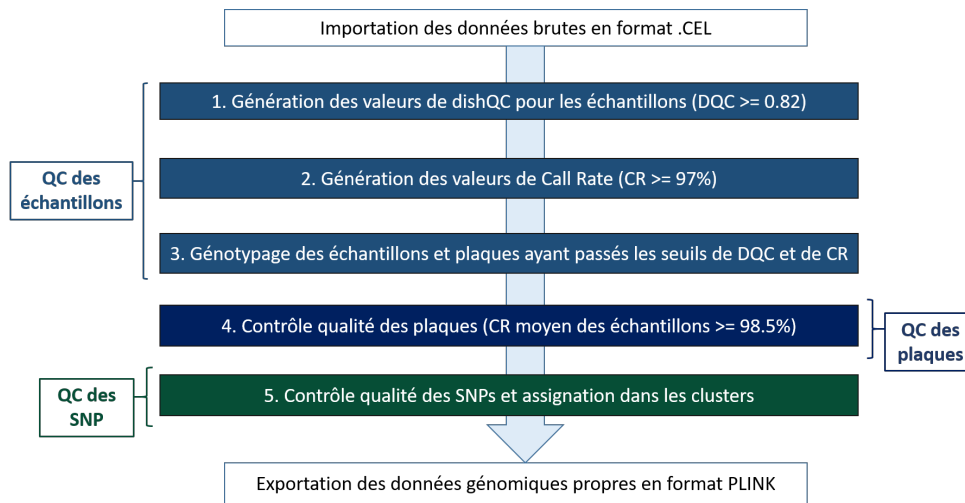 Importation des données brutes en format .CEL
1. Génération des valeurs de dishQC pour les échantillons (DQC >= 0.82)
QC des
échantillons
2. Génération des valeurs de Call Rate (CR >= 97%)
3. Génotypage des échantillons et plaques ayant passés les seuils de DQC et de CR
4. Contrôle qualité des plaques (CR moyen des échantillons >= 98.5%)
QC des
plaques
QC des
SNP
5. Contrôle qualité des SNPs et assignation dans les clusters
Exportation des données génomiques propres en format PLINK